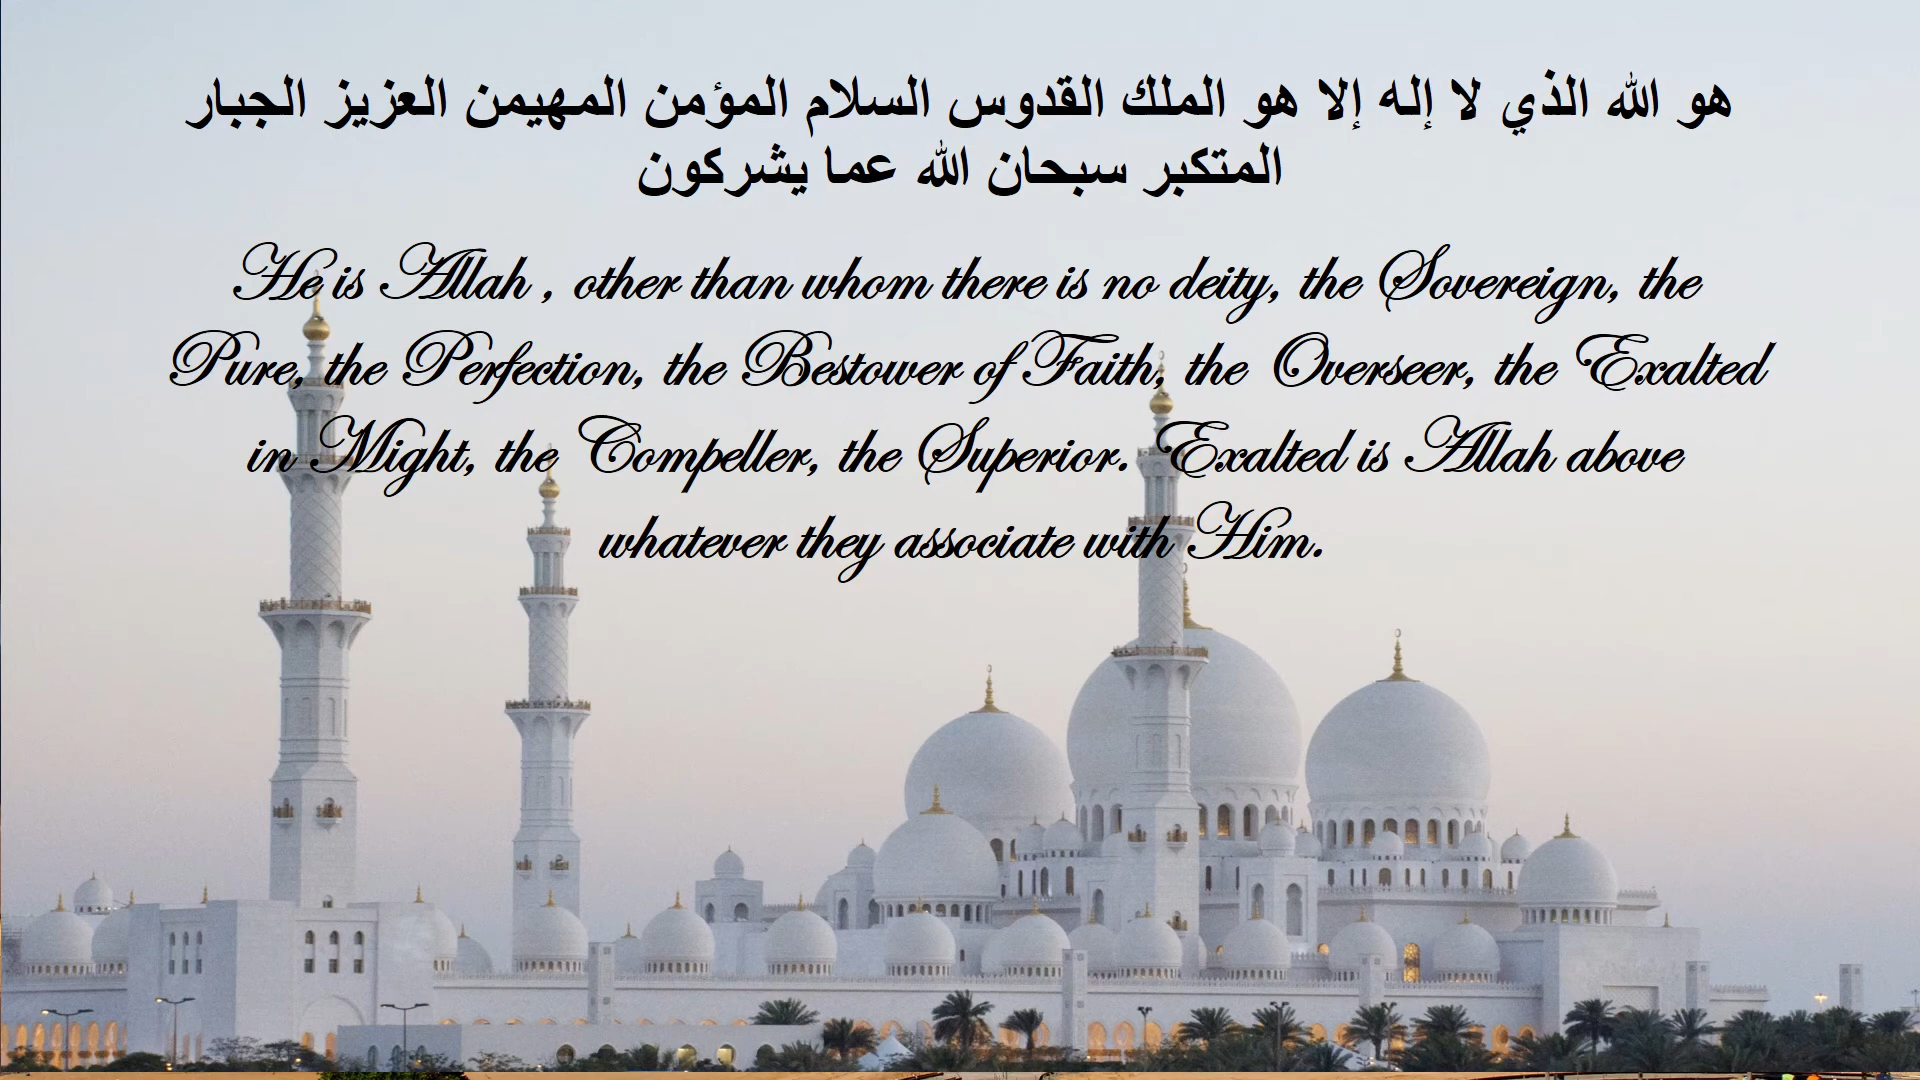 هو الله الذي لا إله إلا هو الملك القدوس السلام المؤمن المهيمن العزيز الجبار
المتكبر سبحان الله عما يشركون
He is Allah , other than whom there is no deity, the Sovereign, the
Pure, the Perfection, the Bestower of Faith, the Overseer, the Exalted
in Might, the Compeller, the Superior. Exalted is Allah above
whatever they associate with Him.